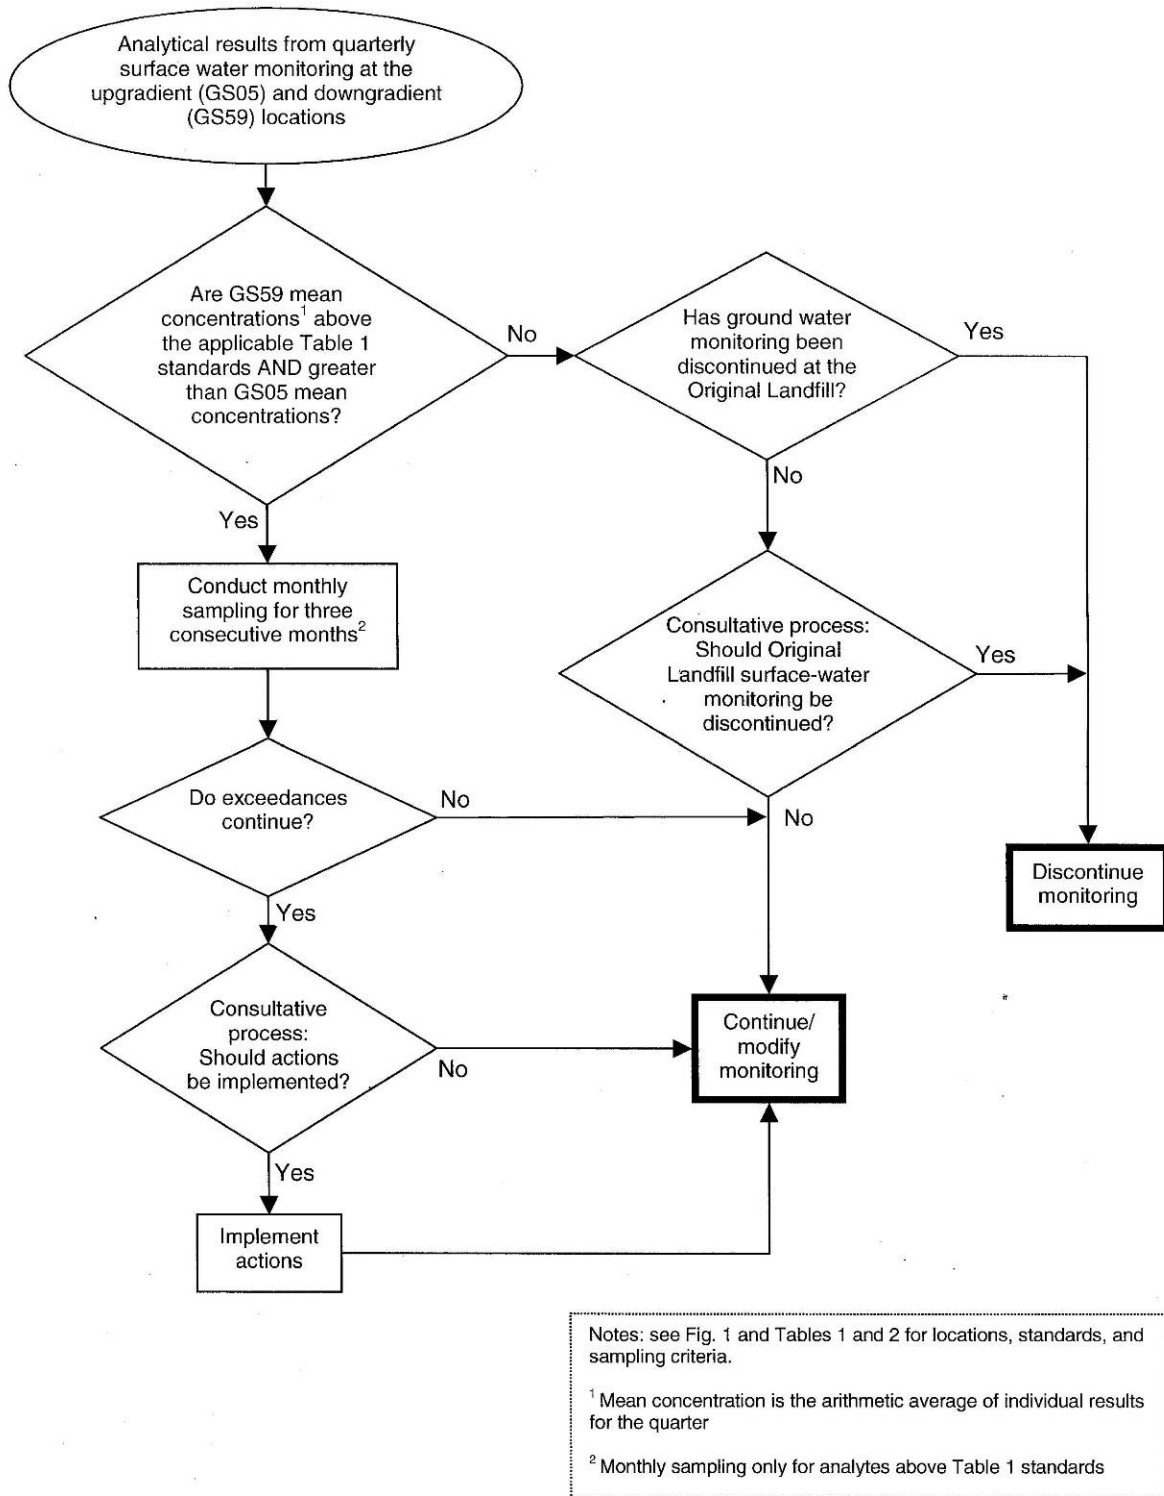 Analytical results from quarterly
surface water monitoring at the
upgradient (GS05) and downgradient
(GS59) locations
Are GS59 mean
concentrations¹ above
the applicable Table 1
standards AND greater
than GS05 mean
concentrations?
No
Has ground water
monitoring been
discontinued at the
Original Landfill?
Yes
No
Yes
Conduct monthly
sampling for three
consecutive months²
Consultative process:
Should Original
Landfill surface-water
monitoring be
discontinued?
Yes
No
Do exceedances
continue?
No
Discontinue
monitoring
Yes
Consultative
process:
Should actions
be implemented?
No
Continue/
modify
monitoring
Yes
Implement
actions
Notes: see Fig. 1 and Tables 1 and 2 for locations, standards, and
sampling criteria.
¹ Mean concentration is the arithmetic average of individual results
for the quarter
² Monthly sampling only for analytes above Table 1 standards